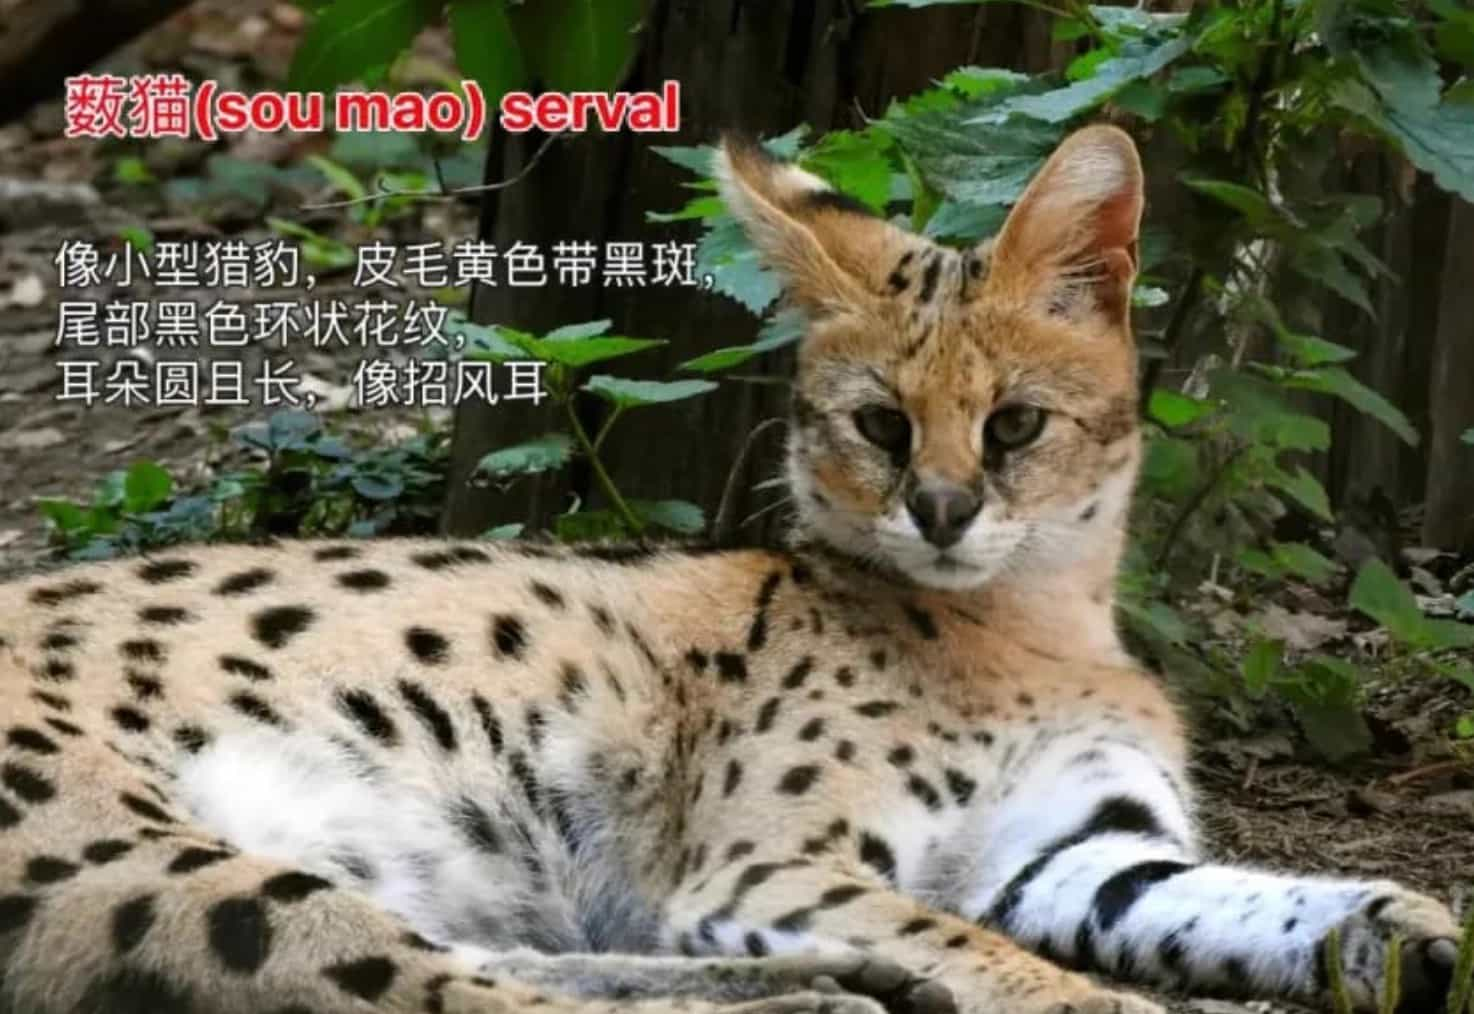 薮猫(sou mao) serval
像小型猎豹，皮毛黄色带黑斑，
尾部黑色环状花纹，
耳朵圆且长，像招风耳